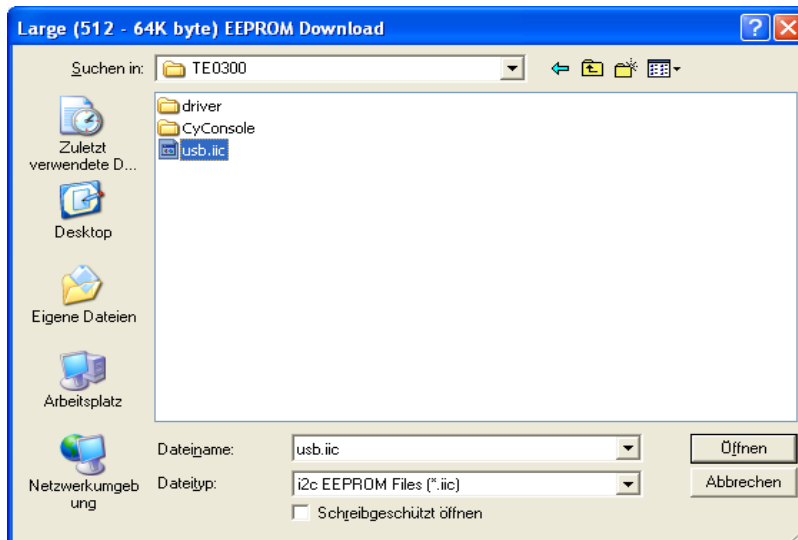 Large (512 - 64K byte) EEPROM Download
Suchen in:
TE0300
driver
CyConsole
usb.iic
Zuletzt
verwendete D...
Desktop
Eigene Dateien
Arbeitsplatz
Netzwerkumgeb
ung
Dateiname:
usb.iic
Öffnen
Dateityp:
i2c EEPROM Files (*.iic)
Abbrechen
Schreibgeschützt öffnen